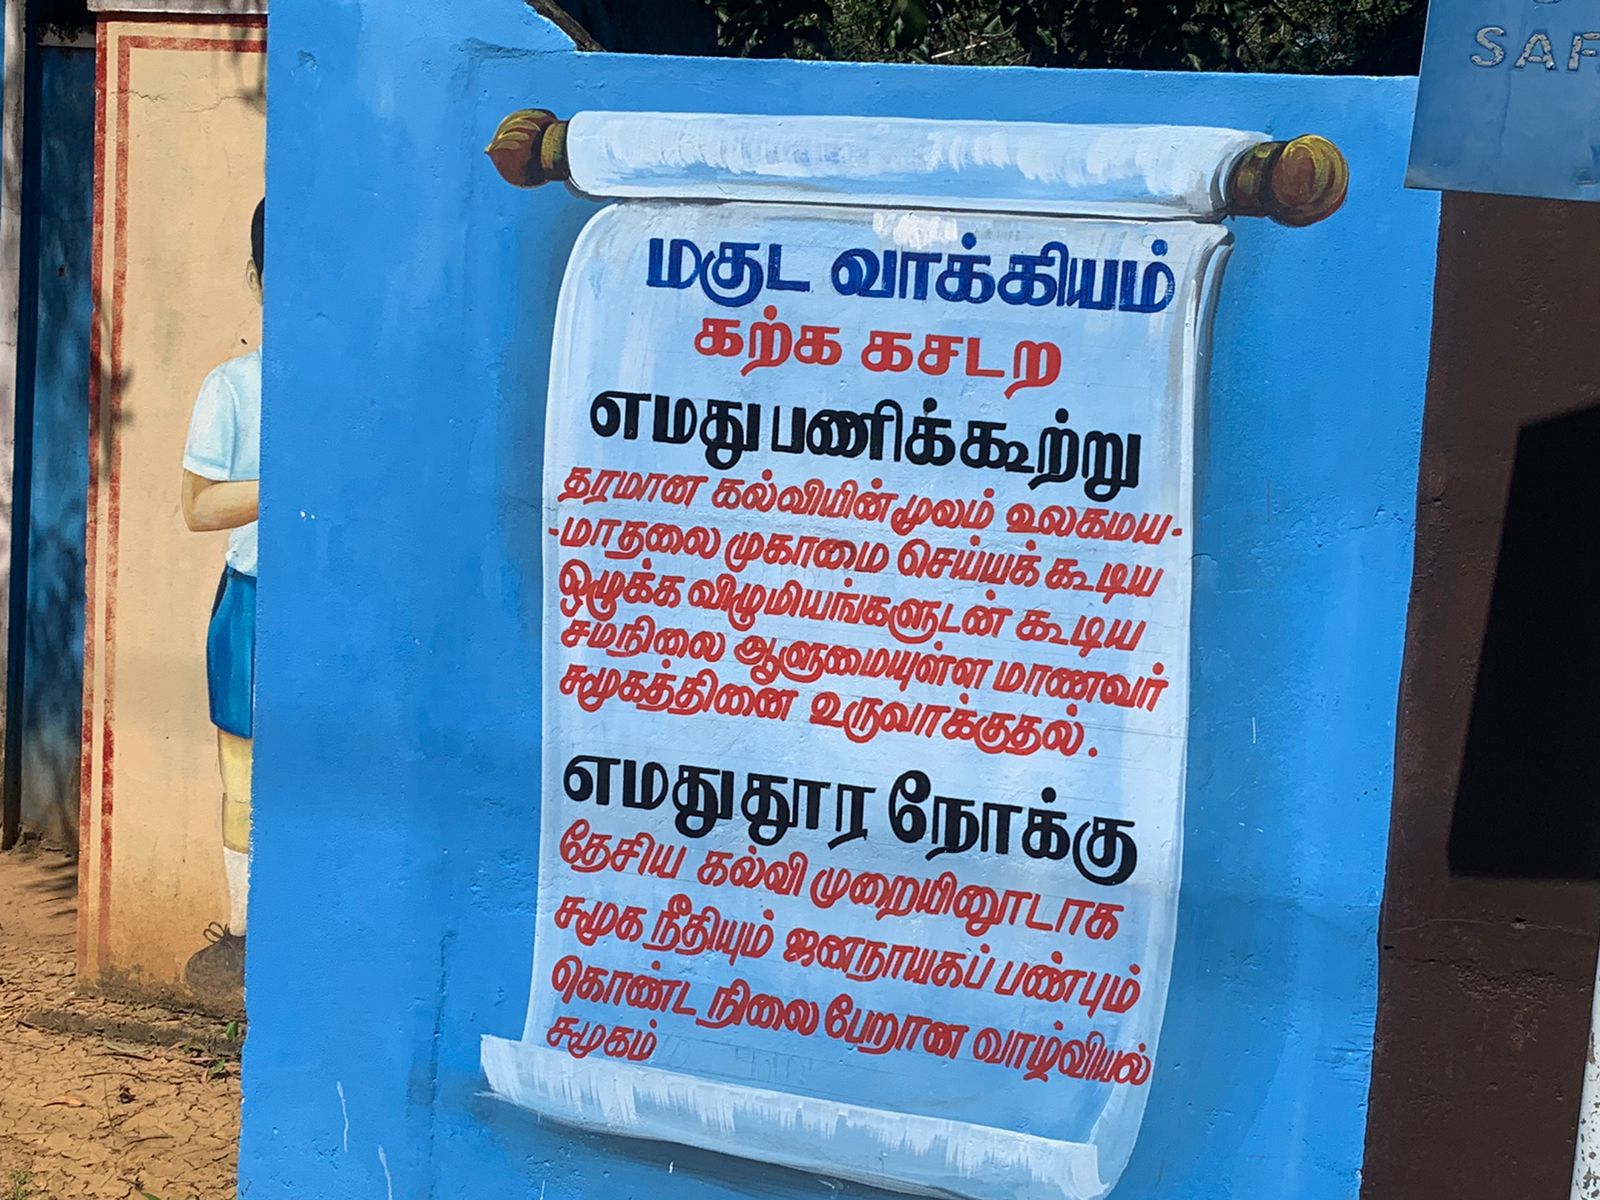 SAF
மகுட வாக்கியம்
கற்க கசடற
எமது பணிக்கூற்று
தரமான கல்வியின் மூலம் உலகமய-
-மாதலை முகாமை செய்யக் கூடிய
ஒழுக்க விழுமியங்களுடன் கூடிய
சமநிலை ஆளுமையுள்ள மாணவர்
சமூகத்தினை உருவாக்குதல்.
எமது தூர நோக்கு
தேசிய கல்வி முறையினூடாக
சமூக நீதியும் ஜனநாயகப் பண்பும்
கொண்ட நிலை பேறான வாழ்வியல்
சமூகம்